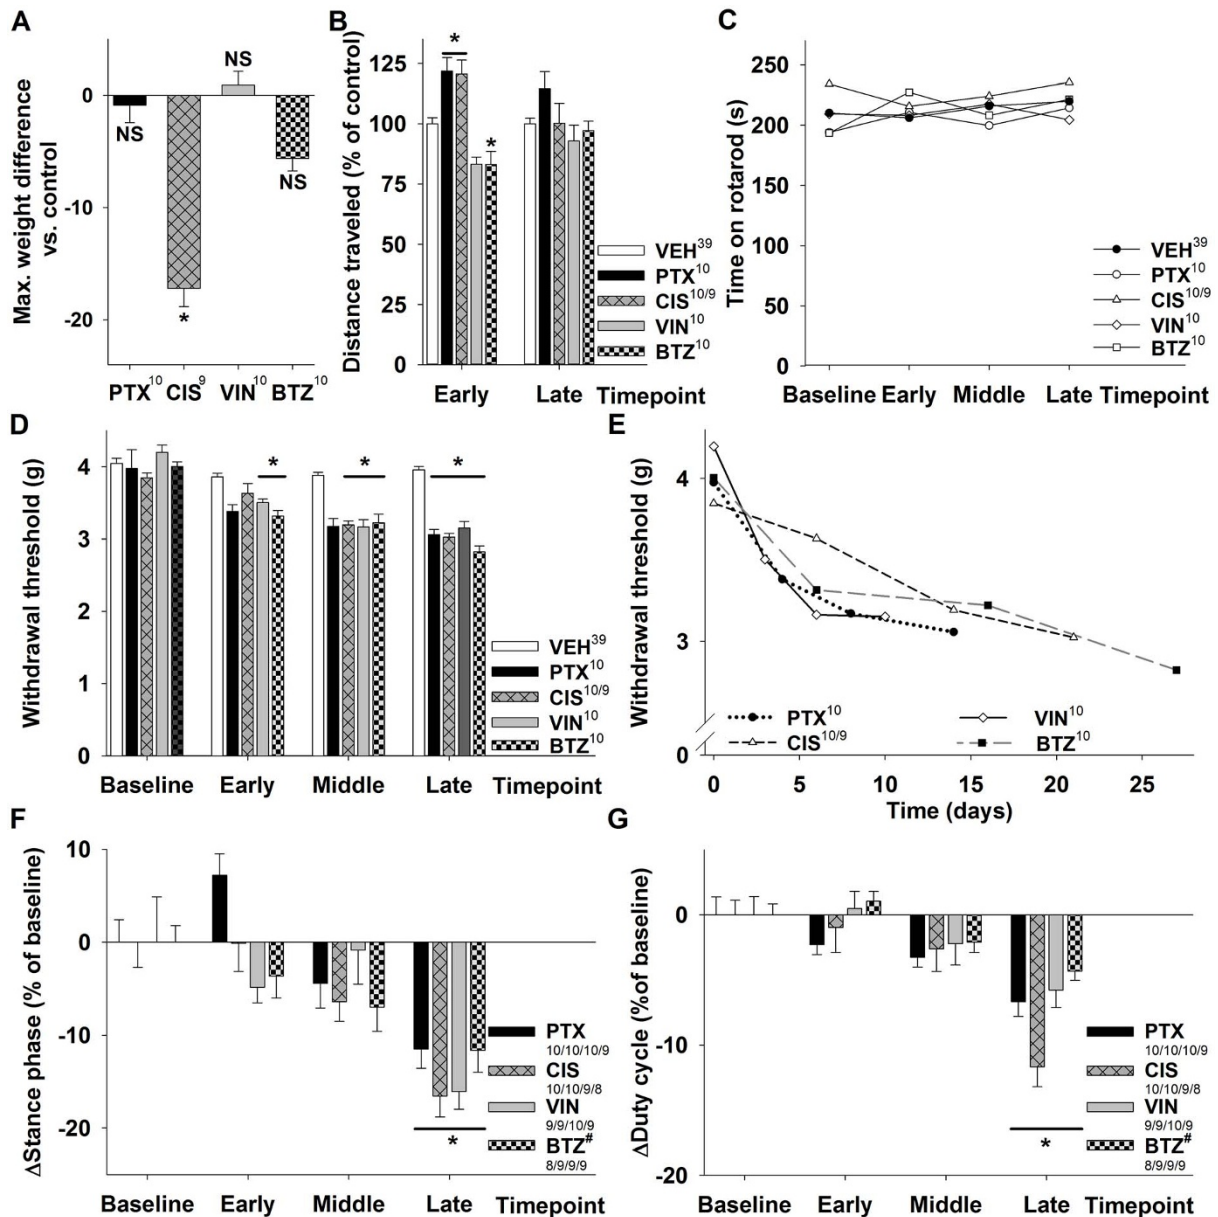 A
Max. weight difference
vs. control
0
-10
-20
NS
*
NS
NS
PTX¹⁰ CIS⁹ VIN¹⁰ BTZ¹⁰
B
Distance traveled (% of control)
125
100
75
50
25
0
*
*
VEH³⁹
PTX¹⁰
CIS¹⁰/⁹
VIN¹⁰
BTZ¹⁰
Early Late Timepoint
C
Time on rotarod (s)
250
200
150
100
50
0
VEH³⁹
PTX¹⁰
CIS¹⁰/⁹
VIN¹⁰
BTZ¹⁰
Baseline Early Middle Late Timepoint
D
Withdrawal threshold (g)
4
3
2
1
0
* * *
VEH³⁹
PTX¹⁰
CIS¹⁰/⁹
VIN¹⁰
BTZ¹⁰
Baseline Early Middle Late Timepoint
E
Withdrawal threshold (g)
4
3
0
PTX¹⁰ VIN¹⁰
CIS¹⁰/⁹ BTZ¹⁰
0 5 10 15 20 25
Time (days)
F
ΔStance phase (% of baseline)
10
0
-10
-20
PTX
10/10/10/9
CIS
10/10/9/8
VIN
9/9/10/9
BTZ#
8/9/9/9
*
Baseline Early Middle Late Timepoint
G
ΔDuty cycle (%of baseline)
0
-10
-20
PTX
10/10/10/9
CIS
10/10/9/8
VIN
9/9/10/9
BTZ#
8/9/9/9
*
Baseline Early Middle Late Timepoint